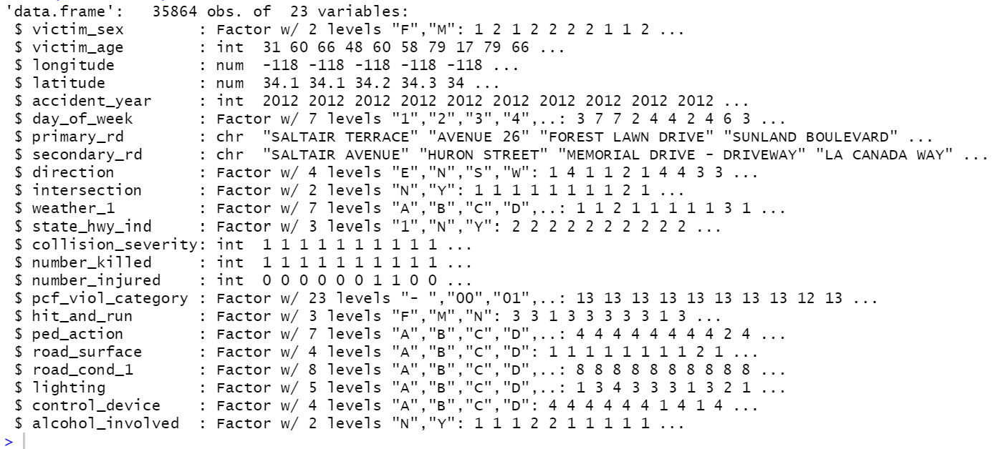 'data.frame':   35864 obs. of  23 variables:
 $ victim_sex        : Factor w/ 2 levels "F","M": 1 2 1 2 2 2 2 1 1 2 ...
 $ victim_age        : int  31 60 66 48 60 58 79 17 79 66 ...
 $ longitude         : num  -118 -118 -118 -118 -118 ...
 $ latitude          : num  34.1 34.1 34.2 34.3 34 ...
 $ accident_year     : int  2012 2012 2012 2012 2012 2012 2012 2012 2012 2012 ...
 $ day_of_week       : Factor w/ 7 levels "1","2","3","4",..: 3 7 7 2 4 4 2 4 6 3 ...
 $ primary_rd        : chr  "SALTAIR TERRACE" "AVENUE 26" "FOREST LAWN DRIVE" "SUNLAND BOULEVARD" ...
 $ secondary_rd      : chr  "SALTAIR AVENUE" "HURON STREET" "MEMORIAL DRIVE - DRIVEWAY" "LA CANADA WAY" ...
 $ direction         : Factor w/ 4 levels "E","N","S","W": 1 4 1 1 2 1 4 4 3 3 ...
 $ intersection      : Factor w/ 2 levels "N","Y": 1 1 1 1 1 1 1 1 2 1 ...
 $ weather_1         : Factor w/ 7 levels "A","B","C","D",..: 1 1 2 1 1 1 1 1 3 1 ...
 $ state_hwy_ind     : Factor w/ 3 levels "1","N","Y": 2 2 2 2 2 2 2 2 2 2 ...
 $ collision_severity: int  1 1 1 1 1 1 1 1 1 1 ...
 $ number_killed     : int  1 1 1 1 1 1 1 1 1 1 ...
 $ number_injured    : int  0 0 0 0 0 0 1 1 0 0 ...
 $ pcf_viol_category : Factor w/ 23 levels "- ","00","01",..: 13 13 13 13 13 13 13 13 12 13 ...
 $ hit_and_run       : Factor w/ 3 levels "F","M","N": 3 3 1 3 3 3 3 3 1 3 ...
 $ ped_action        : Factor w/ 7 levels "A","B","C","D",..: 4 4 4 4 4 4 4 4 2 4 ...
 $ road_surface      : Factor w/ 4 levels "A","B","C","D": 1 1 1 1 1 1 1 1 2 1 ...
 $ road_cond_1       : Factor w/ 8 levels "A","B","C","D",..: 8 8 8 8 8 8 8 8 8 8 ...
 $ lighting          : Factor w/ 5 levels "A","B","C","D",..: 1 3 4 3 3 3 1 3 2 1 ...
 $ control_device    : Factor w/ 4 levels "A","B","C","D": 4 4 4 4 4 4 1 4 1 4 ...
 $ alcohol_involved  : Factor w/ 2 levels "N","Y": 1 1 1 2 2 1 1 1 1 1 ...
>